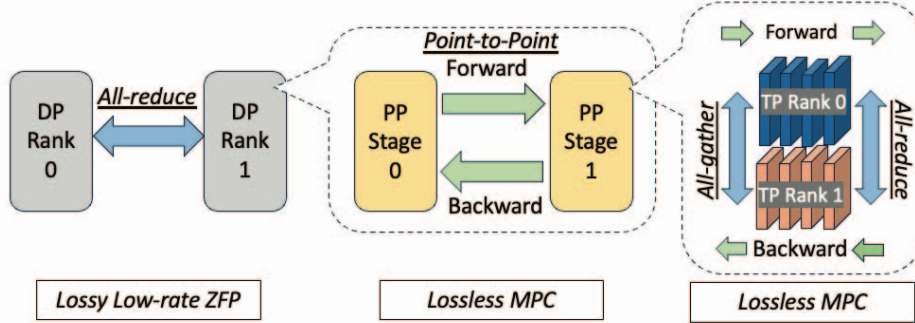 DP
Rank
0
All-reduce
DP
Rank
1
Point-to-Point
Forward
PP
Stage
0
PP
Stage
1
Backward
Forward
All-gather
TP Rank 0
TP Rank 1
All-reduce
Backward
Lossy Low-rate ZFP
Lossless MPC
Lossless MPC